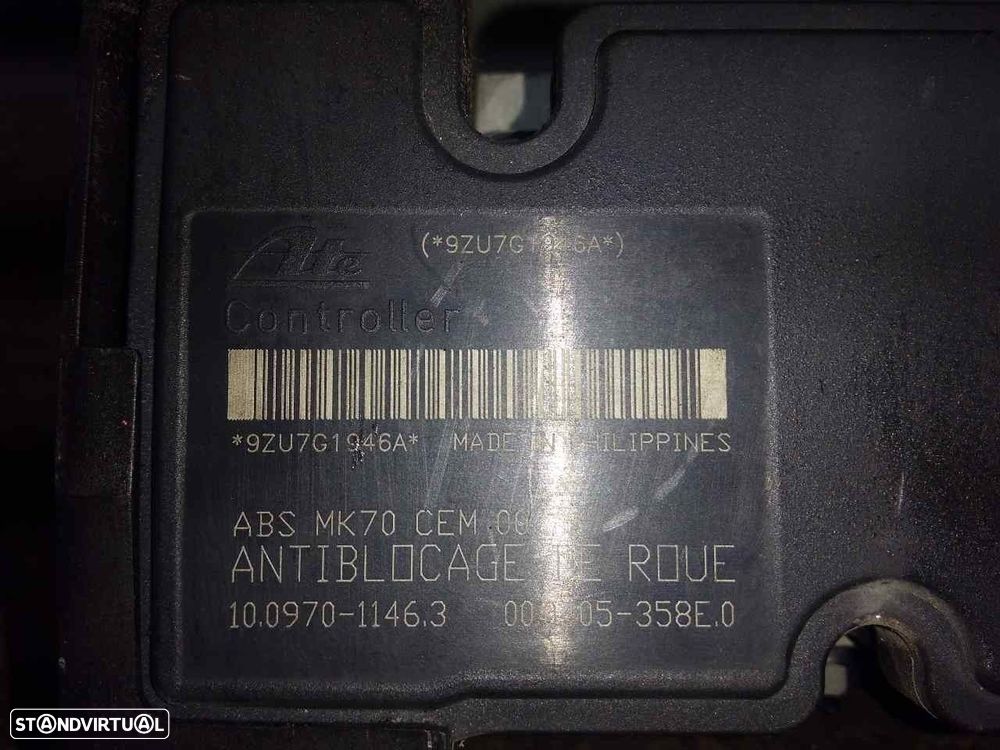 (*9ZU7G1946A*)
Ate
Controller
*9ZU7G1946A* MADE IN PHILIPPINES
ABS MK70 CEM
ANTIBLOCAGE DE ROUE
10.0970-1146.3
STANDVIRTUAL